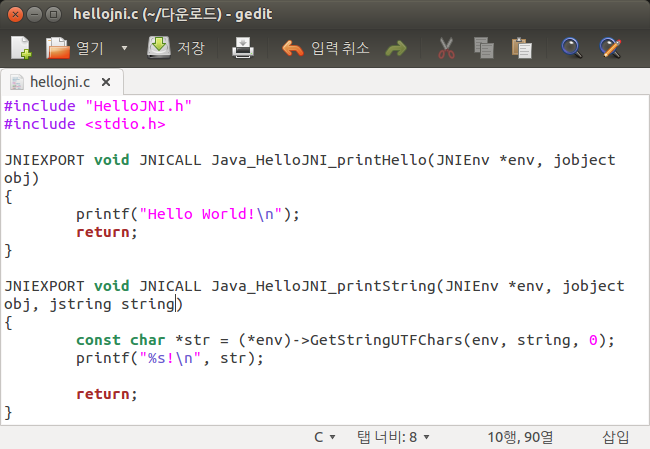 hellojni.c (~/다운로드) - gedit
열기 저장 입력 취소
hellojni.c ×
#include "HelloJNI.h"
#include <stdio.h>

JNIEXPORT void JNICALL Java_HelloJNI_printHello(JNIEnv *env, jobject
obj)
{
        printf("Hello World!\n");
        return;
}

JNIEXPORT void JNICALL Java_HelloJNI_printString(JNIEnv *env, jobject
obj, jstring string)
{
        const char *str = (*env)->GetStringUTFChars(env, string, 0);
        printf("%s!\n", str);

        return;
}
C 탭 너비: 8 10행, 90열 삽입